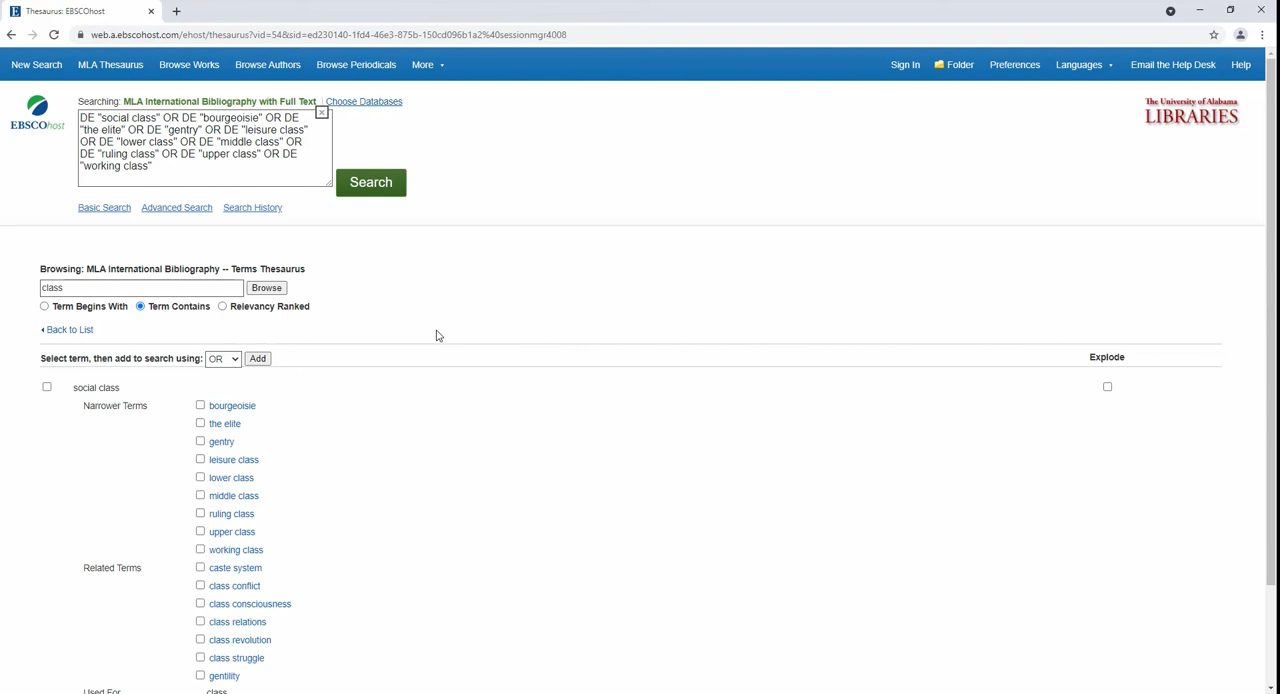 Thesaurus: EBSCOhost
web.a.ebscohost.com/ehost/thesaurus?vid=54&sid=ed230140-1fd4-46e3-875b-150cd096b1a2%40sessionmgr4008
New Search MLA Thesaurus Browse Works Browse Authors Browse Periodicals More Sign In Folder Preferences Languages Email the Help Desk Help
Searching: MLA International Bibliography with Full Text | Choose Databases
DE "social class" OR DE "bourgeoisie" OR DE
"the elite" OR DE "gentry" OR DE "leisure class"
OR DE "lower class" OR DE "middle class" OR
DE "ruling class" OR DE "upper class" OR DE
"working class"
EBSCOhost
The University of Alabama
LIBRARIES
Search
Basic Search Advanced Search Search History
Browsing: MLA International Bibliography -- Terms Thesaurus
class Browse
Term Begins With Term Contains Relevancy Ranked
Back to List
Select term, then add to search using: OR Add Explode
social class
Narrower Terms bourgeoisie
the elite
gentry
leisure class
lower class
middle class
ruling class
upper class
working class
Related Terms caste system
class conflict
class consciousness
class relations
class revolution
class struggle
gentility
Used For class